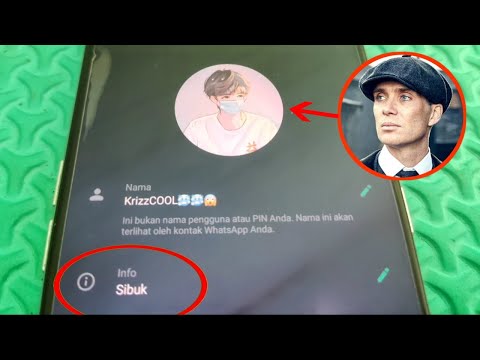 Nama
KrizzCOOL🥶🥶😱
Ini bukan nama pengguna atau PIN Anda. Nama ini akan
terlihat oleh kontak WhatsApp Anda.
Info
Sibuk